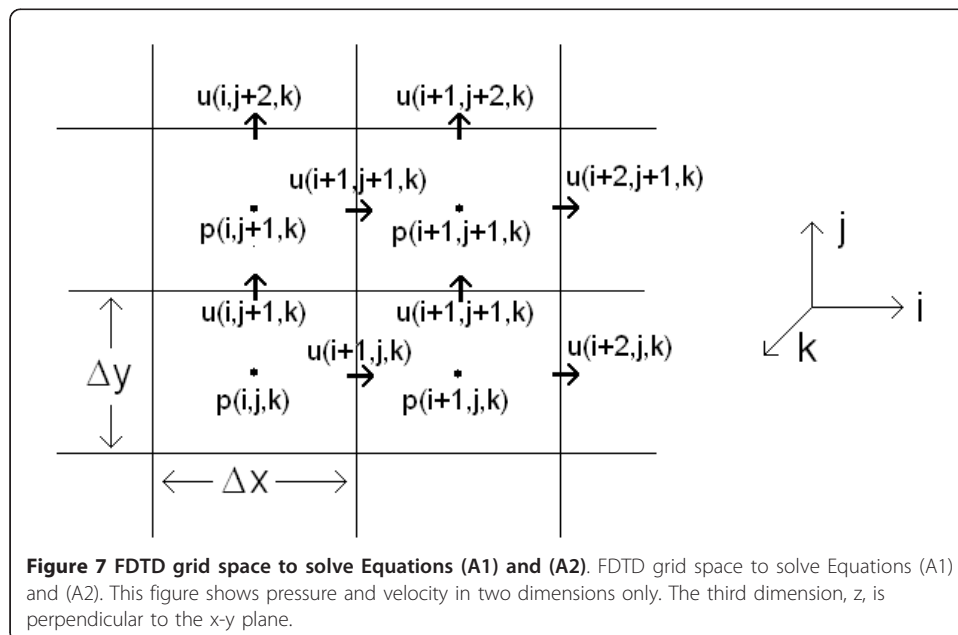 u(i,j+2,k) u(i+1,j+2,k)
u(i+1,j+1,k) u(i+2,j+1,k)
p(i,j+1,k) p(i+1,j+1,k)
u(i,j+1,k) u(i+1,j+1,k)
u(i+1,j,k) u(i+2,j,k)
p(i,j,k) p(i+1,j,k)
Δy
Δx
j
i
k
Figure 7 FDTD grid space to solve Equations (A1) and (A2). FDTD grid space to solve Equations (A1)
and (A2). This figure shows pressure and velocity in two dimensions only. The third dimension, z, is
perpendicular to the x-y plane.